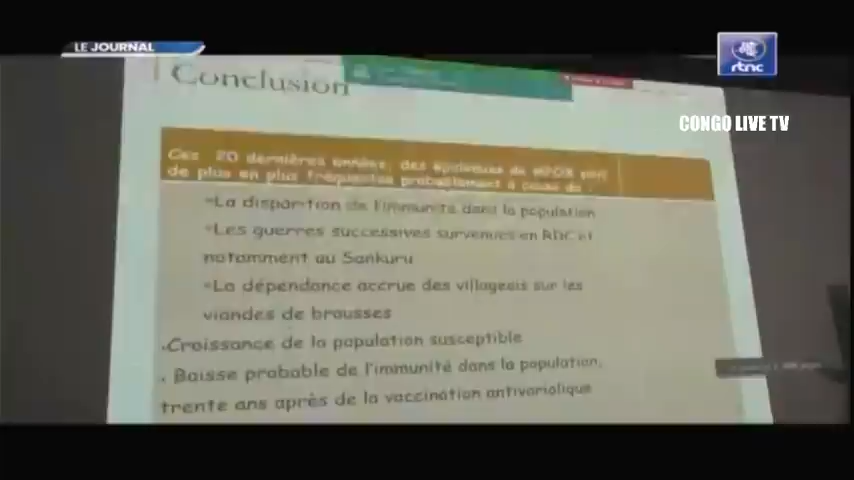 LE JOURNAL
rtnc
CONGO LIVE TV
Conclusion
Ces 20 dernières années, des épidémies de MPOX sont
de plus en plus fréquentes probablement à cause de :
La disparition de l'immunité dans la population
Les guerres successives survenues en RDC et
notamment au Sankuru
La dépendance accrue des villageois sur les
viandes de brousses
Croissance de la population susceptible
Baisse probable de l'immunité dans la population,
trente ans après de la vaccination antivariolique